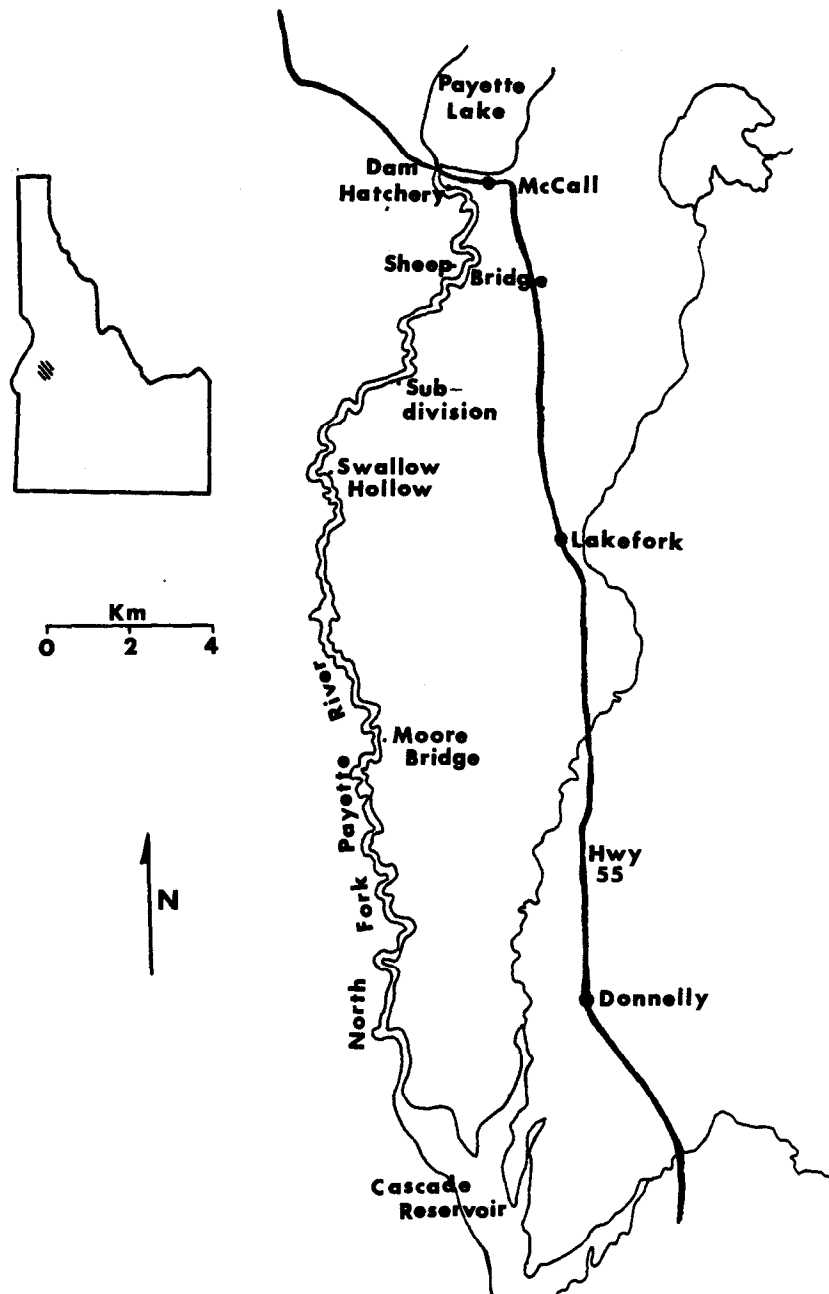 Payette
Lake
Dam
Hatchery
McCall
Sheep
Bridge
Sub-
division
Swallow
Hollow
Lakefork
Km
0 2 4
River
Moore
Bridge
Payette
Hwy
55
Fork
N
North
Donnelly
Cascade
Reservoir